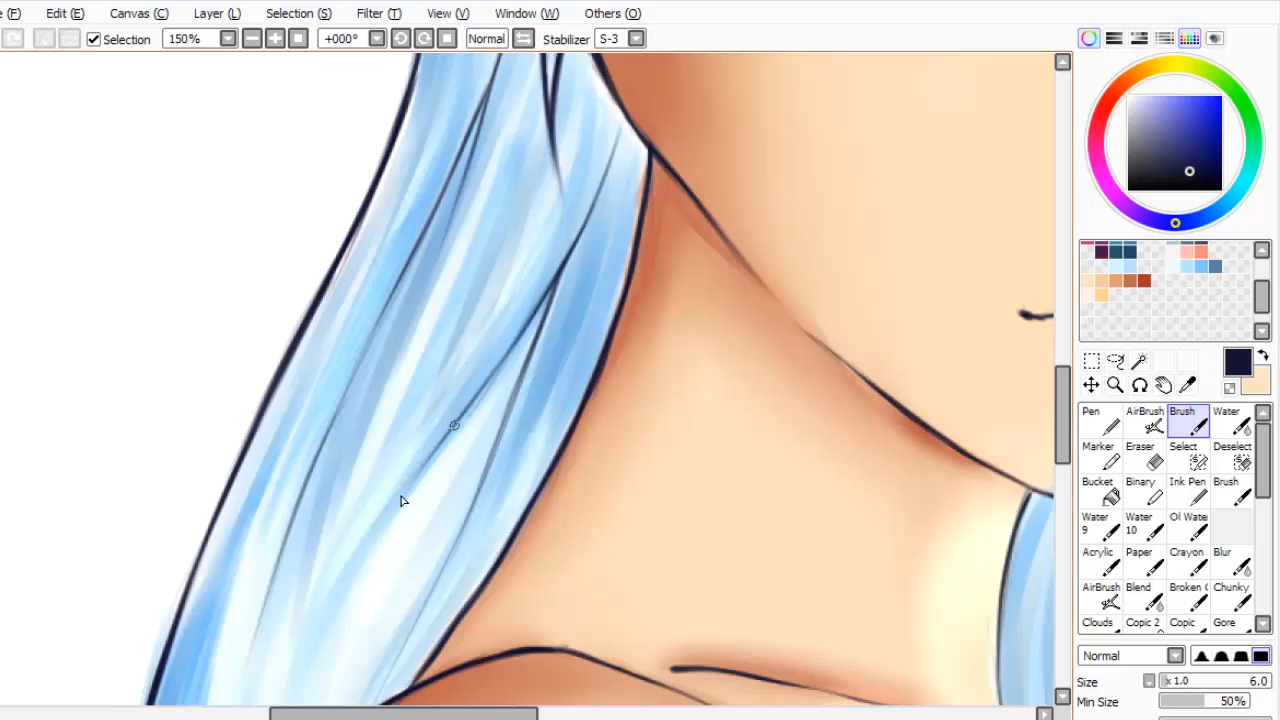 (F) Edit (E) Canvas (C) Layer (L) Selection (S) Filter (T) View (V) Window (W) Others (O)
Selection 150% +000° Normal Stabilizer S-3
Pen AirBrush Brush Water
Marker Eraser Select Deselect
Bucket Binary Ink Pen Brush
Water 9 Water 10 Ol Wate
Acrylic Paper Crayon Blur
AirBrush Blend Broken C Chunky
Clouds Copic 2 Copic Gore
Normal
Size x 1.0 6.0
Min Size 50%